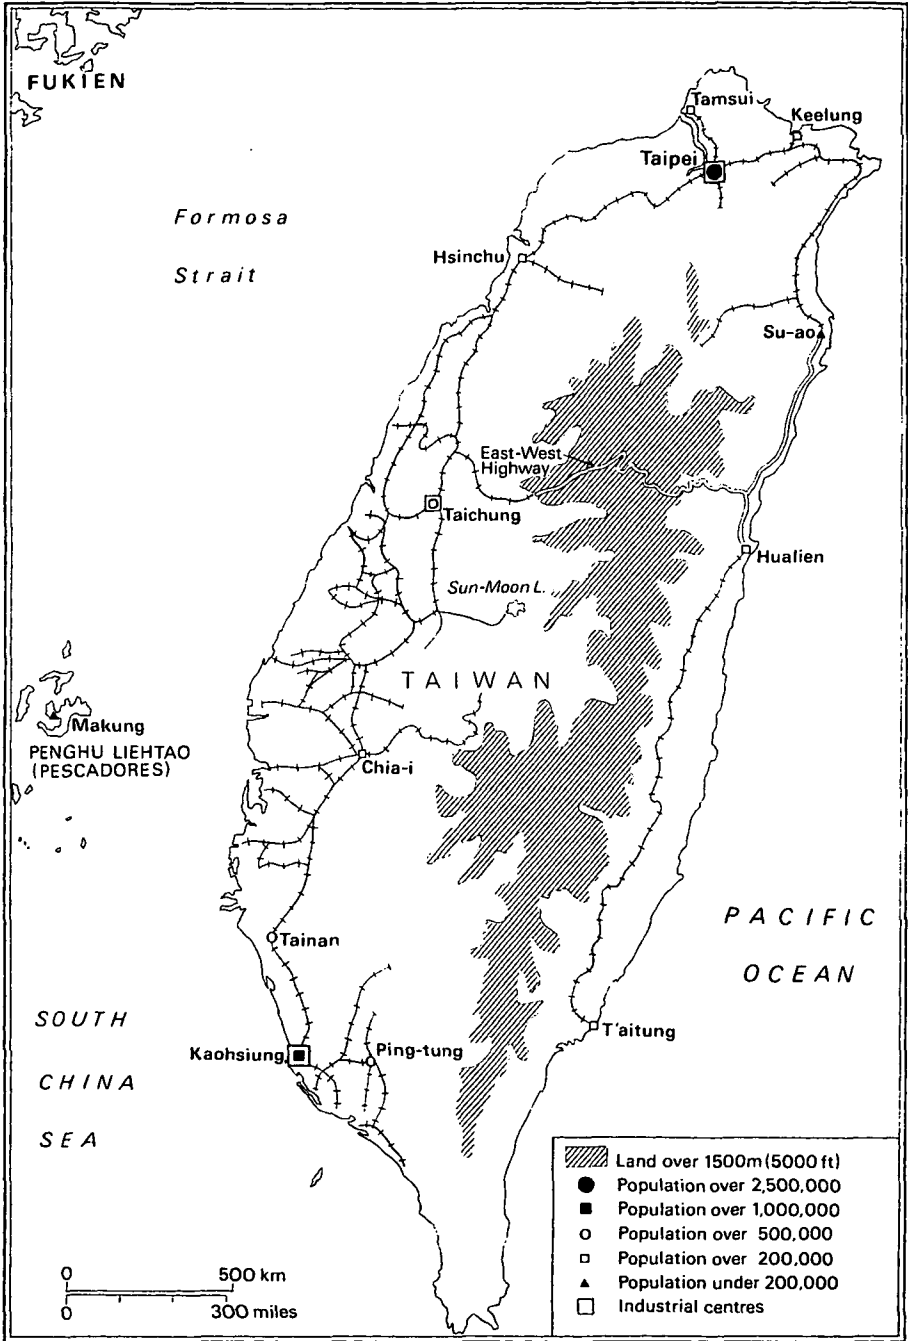 FUKIEN
Tamsui
Keelung
Taipei
Formosa
Strait
Hsinchu
Su-ao
East-West
Highway
Taichung
Hualien
Sun-Moon L.
TAIWAN
Makung
PENGHU LIEHTAO
(PESCADORES)
Chia-i
PACIFIC
OCEAN
Tainan
SOUTH
CHINA
SEA
T'aitung
Kaohsiung
Ping-tung
Land over 1500m (5000 ft)
Population over 2,500,000
Population over 1,000,000
Population over 500,000
Population over 200,000
Population under 200,000
Industrial centres
0 500 km
0 300 miles